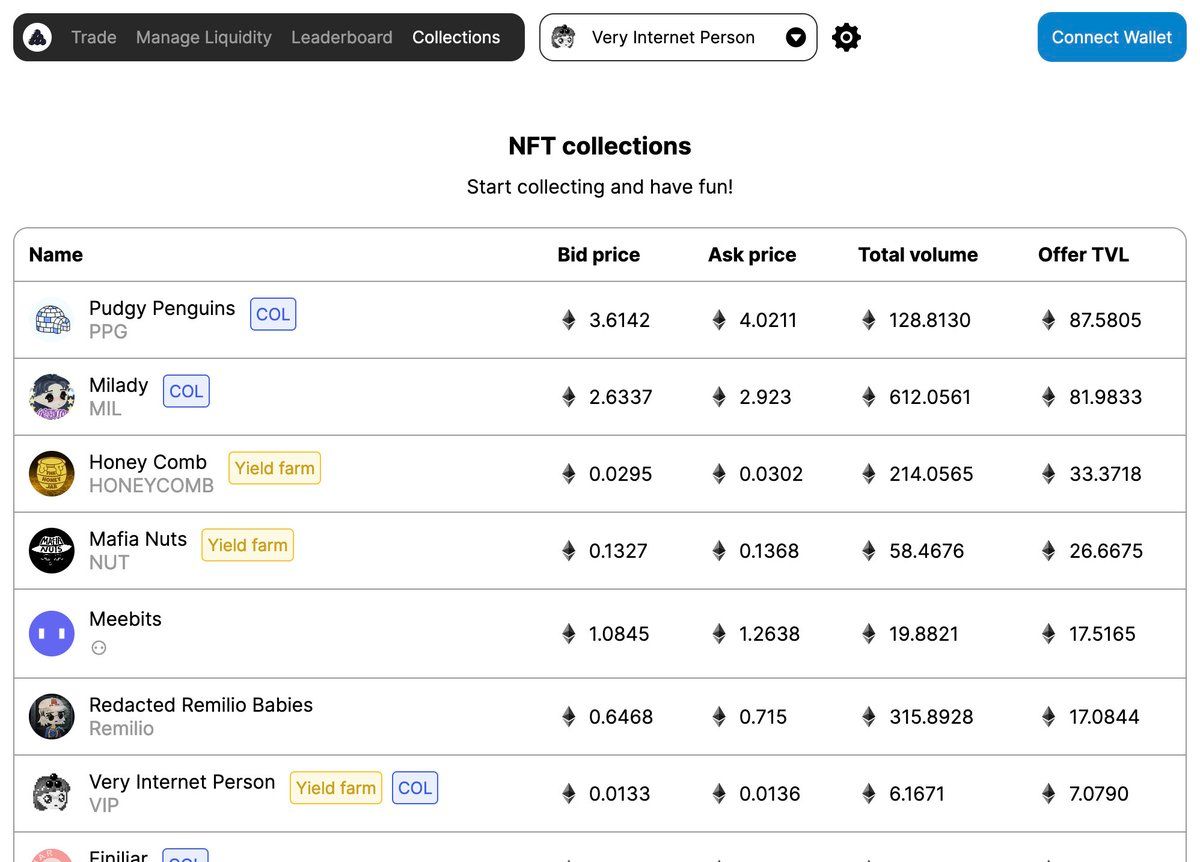 Trade Manage Liquidity Leaderboard Collections Very Internet Person Connect Wallet
NFT collections
Start collecting and have fun!
Name Bid price Ask price Total volume Offer TVL
Pudgy Penguins COL
PPG
3.6142 4.0211 128.8130 87.5805
Milady COL
MIL
2.6337 2.923 612.0561 81.9833
Honey Comb Yield farm
HONEYCOMB
0.0295 0.0302 214.0565 33.3718
Mafia Nuts Yield farm
NUT
0.1327 0.1368 58.4676 26.6675
Meebits
⚇
1.0845 1.2638 19.8821 17.5165
Redacted Remilio Babies
Remilio
0.6468 0.715 315.8928 17.0844
Very Internet Person Yield farm COL
VIP
0.0133 0.0136 6.1671 7.0790
Finiliar COL